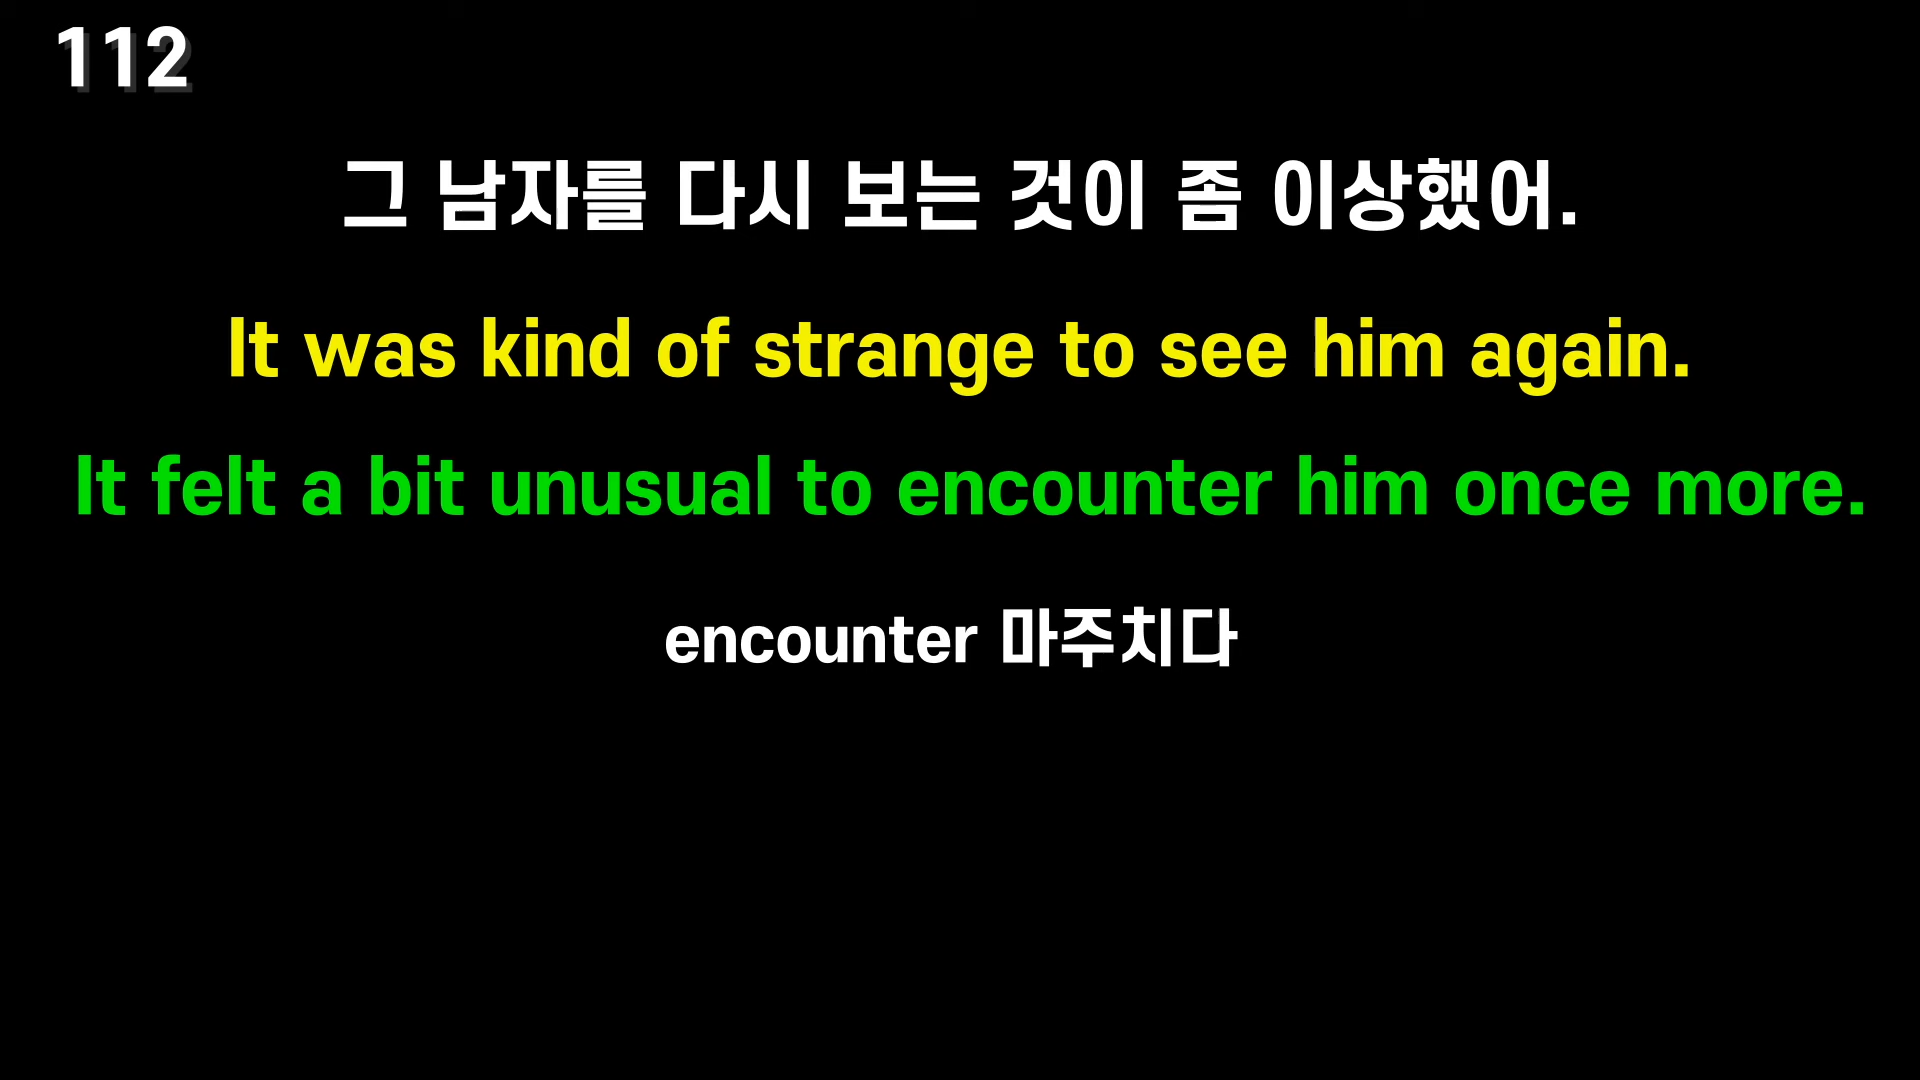 112
그 남자를 다시 보는 것이 좀 이상했어.
It was kind of strange to see him again.
It felt a bit unusual to encounter him once more.
encounter 마주치다